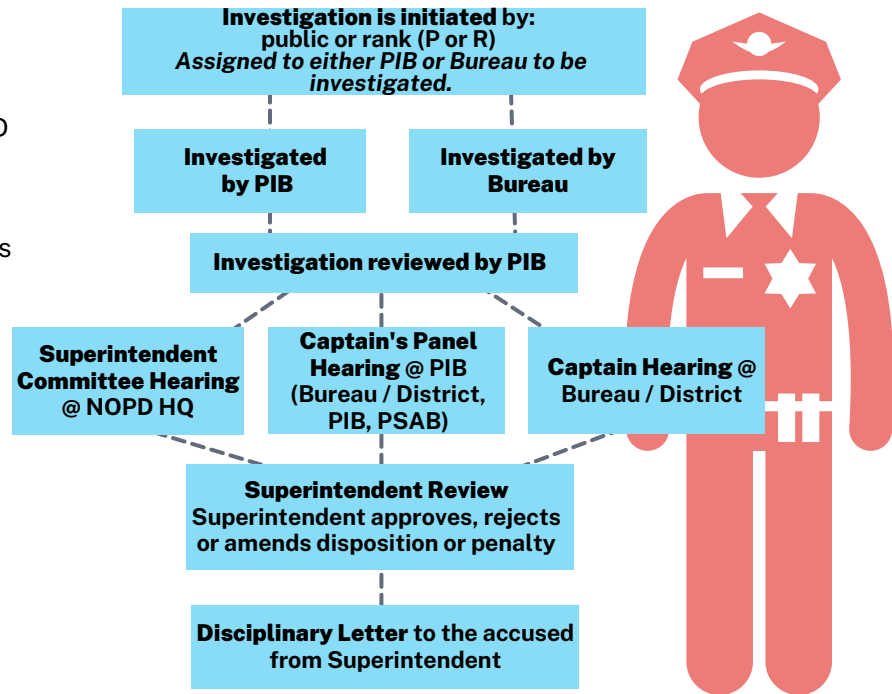 Investigation is initiated by:
public or rank (P or R)
Assigned to either PIB or Bureau to be
investigated.
Investigated
by PIB
Investigated by
Bureau
Investigation reviewed by PIB
Superintendent
Committee Hearing
@ NOPD HQ
Captain's Panel
Hearing @ PIB
(Bureau / District,
PIB, PSAB)
Captain Hearing @
Bureau / District
Superintendent Review
Superintendent approves, rejects
or amends disposition or penalty
Disciplinary Letter to the accused
from Superintendent